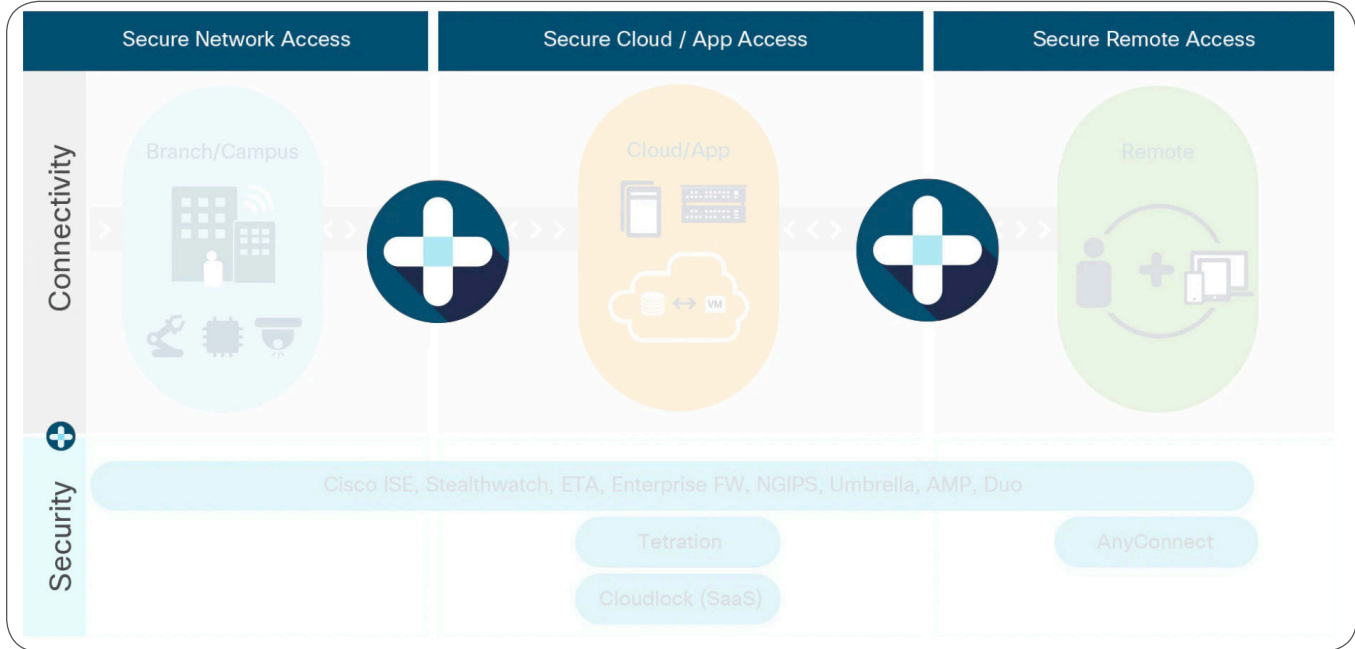 Secure Network Access
Secure Cloud / App Access
Secure Remote Access
Connectivity
Branch/Campus
Cloud/App
Remote
VM
Security
Cisco ISE, Stealthwatch, ETA, Enterprise FW, NGIPS, Umbrella, AMP, Duo
Tetration
AnyConnect
Cloudlock (SaaS)